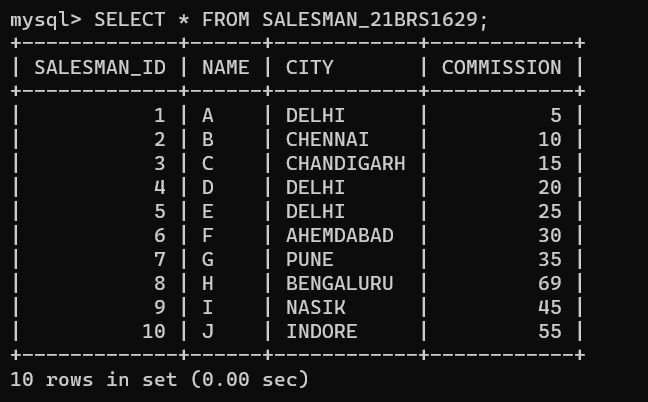 mysql> SELECT * FROM SALESMAN_21BRS1629;
+-------------+------+------------+------------+
| SALESMAN_ID | NAME | CITY       | COMMISSION |
+-------------+------+------------+------------+
|           1 | A    | DELHI      |          5 |
|           2 | B    | CHENNAI    |         10 |
|           3 | C    | CHANDIGARH |         15 |
|           4 | D    | DELHI      |         20 |
|           5 | E    | DELHI      |         25 |
|           6 | F    | AHEMDABAD  |         30 |
|           7 | G    | PUNE       |         35 |
|           8 | H    | BENGALURU  |         69 |
|           9 | I    | NASIK      |         45 |
|          10 | J    | INDORE     |         55 |
+-------------+------+------------+------------+
10 rows in set (0.00 sec)